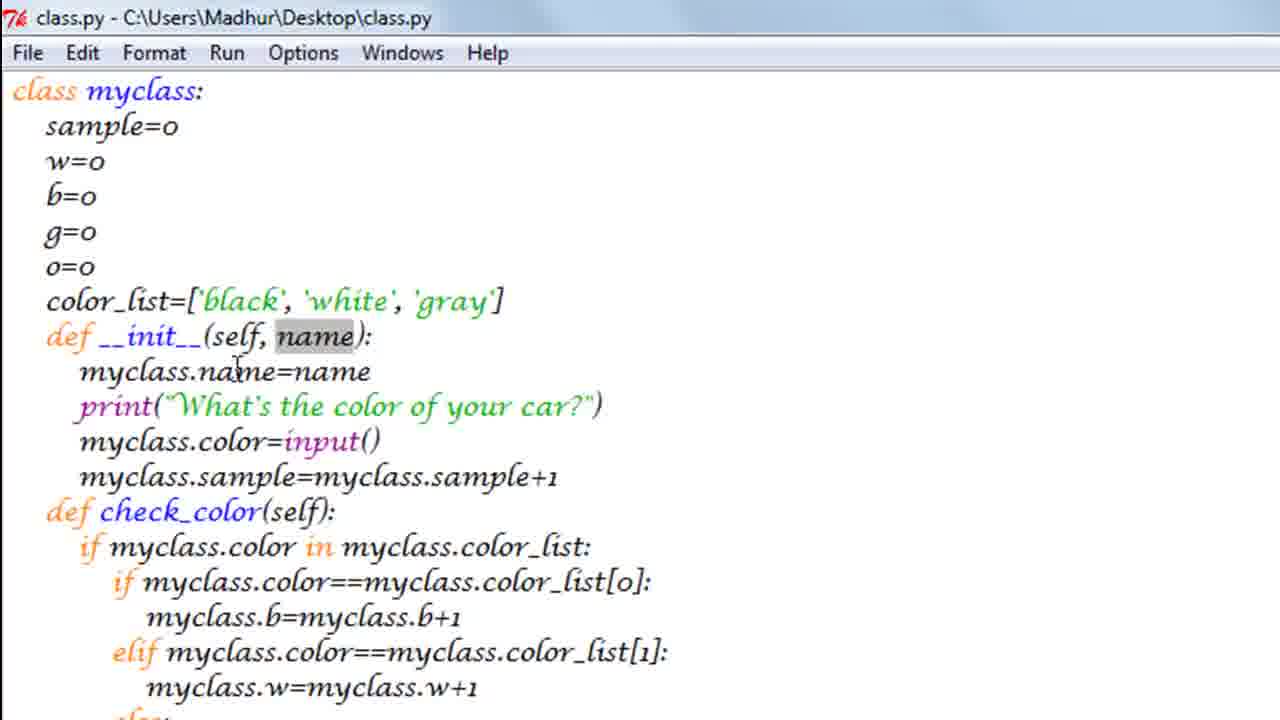 class.py - C:\Users\Madhur\Desktop\class.py
File Edit Format Run Options Windows Help
class myclass:
    sample=0
    w=0
    b=0
    g=0
    o=0
    color_list=['black', 'white', 'gray']
    def __init__(self, name):
        myclass.name=name
        print("What's the color of your car?")
        myclass.color=input()
        myclass.sample=myclass.sample+1
    def check_color(self):
        if myclass.color in myclass.color_list:
            if myclass.color==myclass.color_list[0]:
                myclass.b=myclass.b+1
            elif myclass.color==myclass.color_list[1]:
                myclass.w=myclass.w+1
            else: